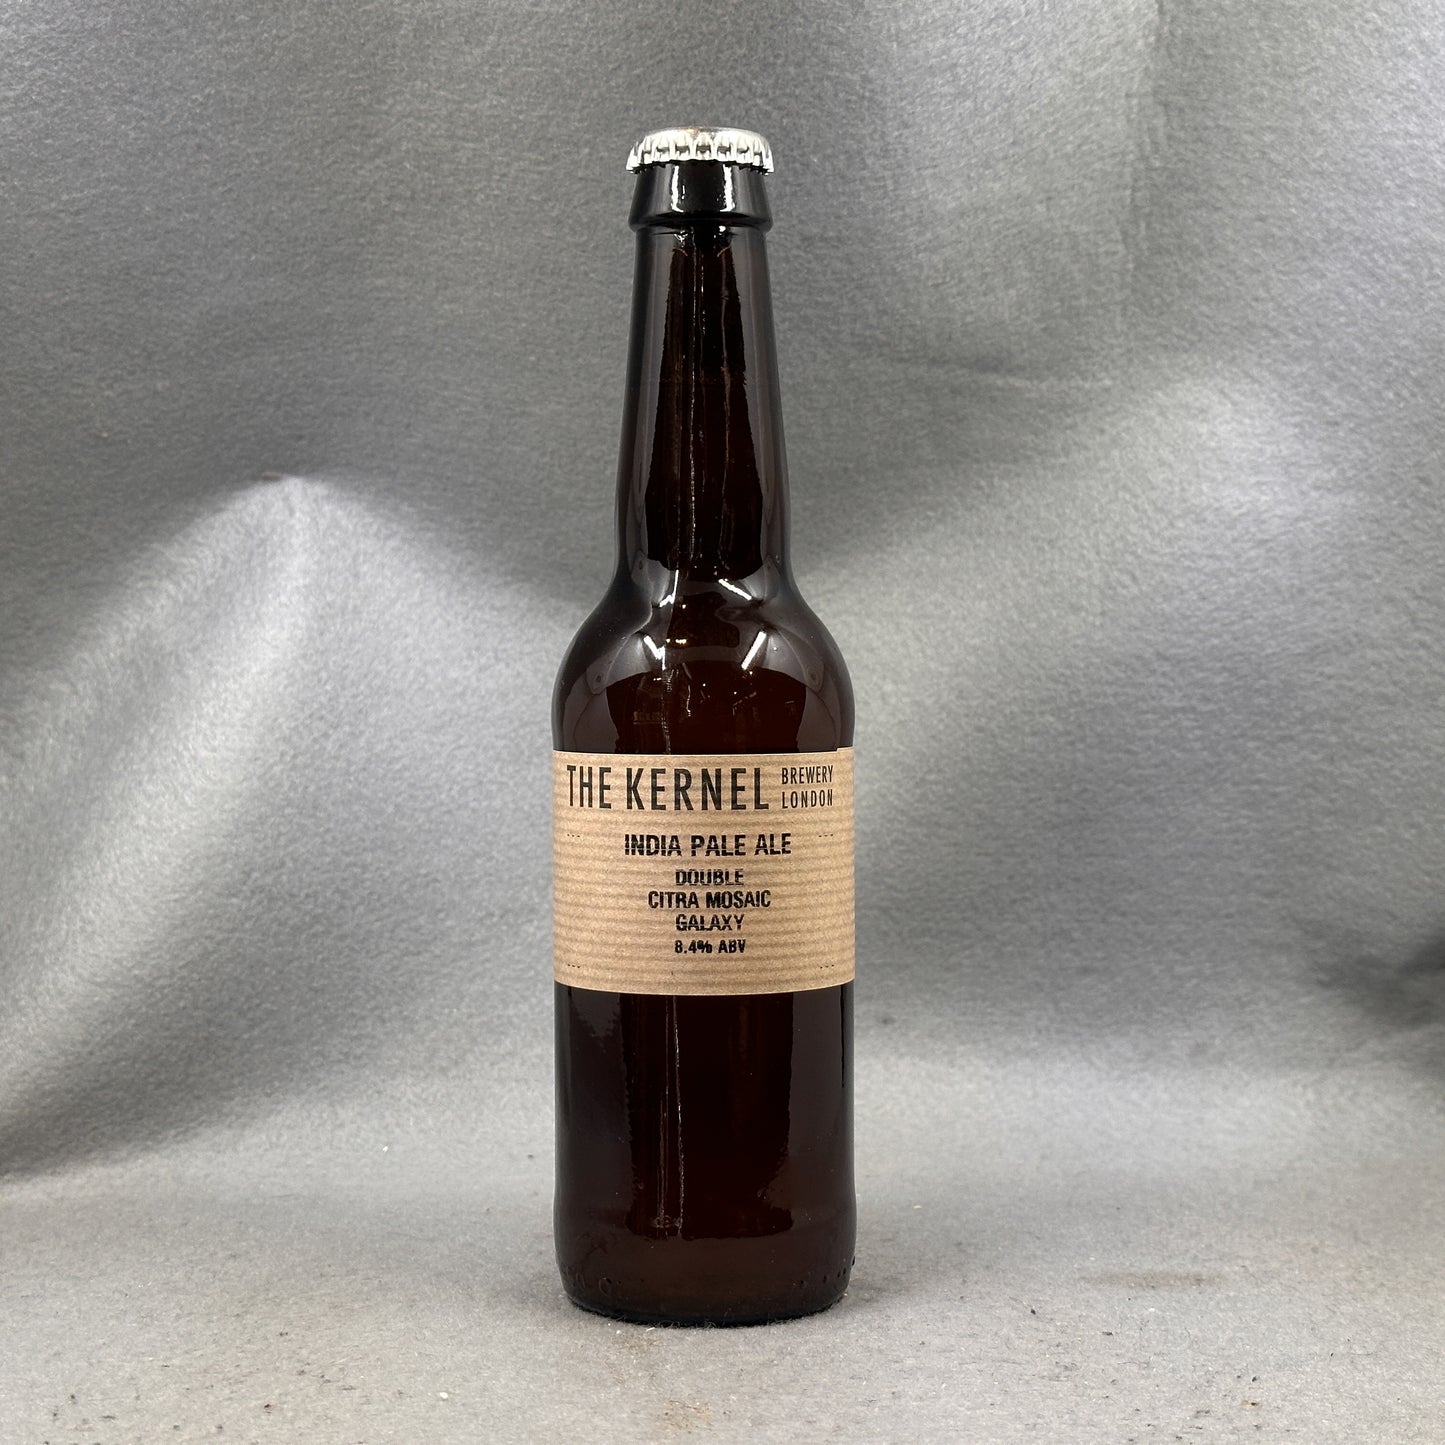 THE KERNEL BREWERY LONDON
INDIA PALE ALE
DOUBLE
CITRA MOSAIC
GALAXY
8.4% ABV